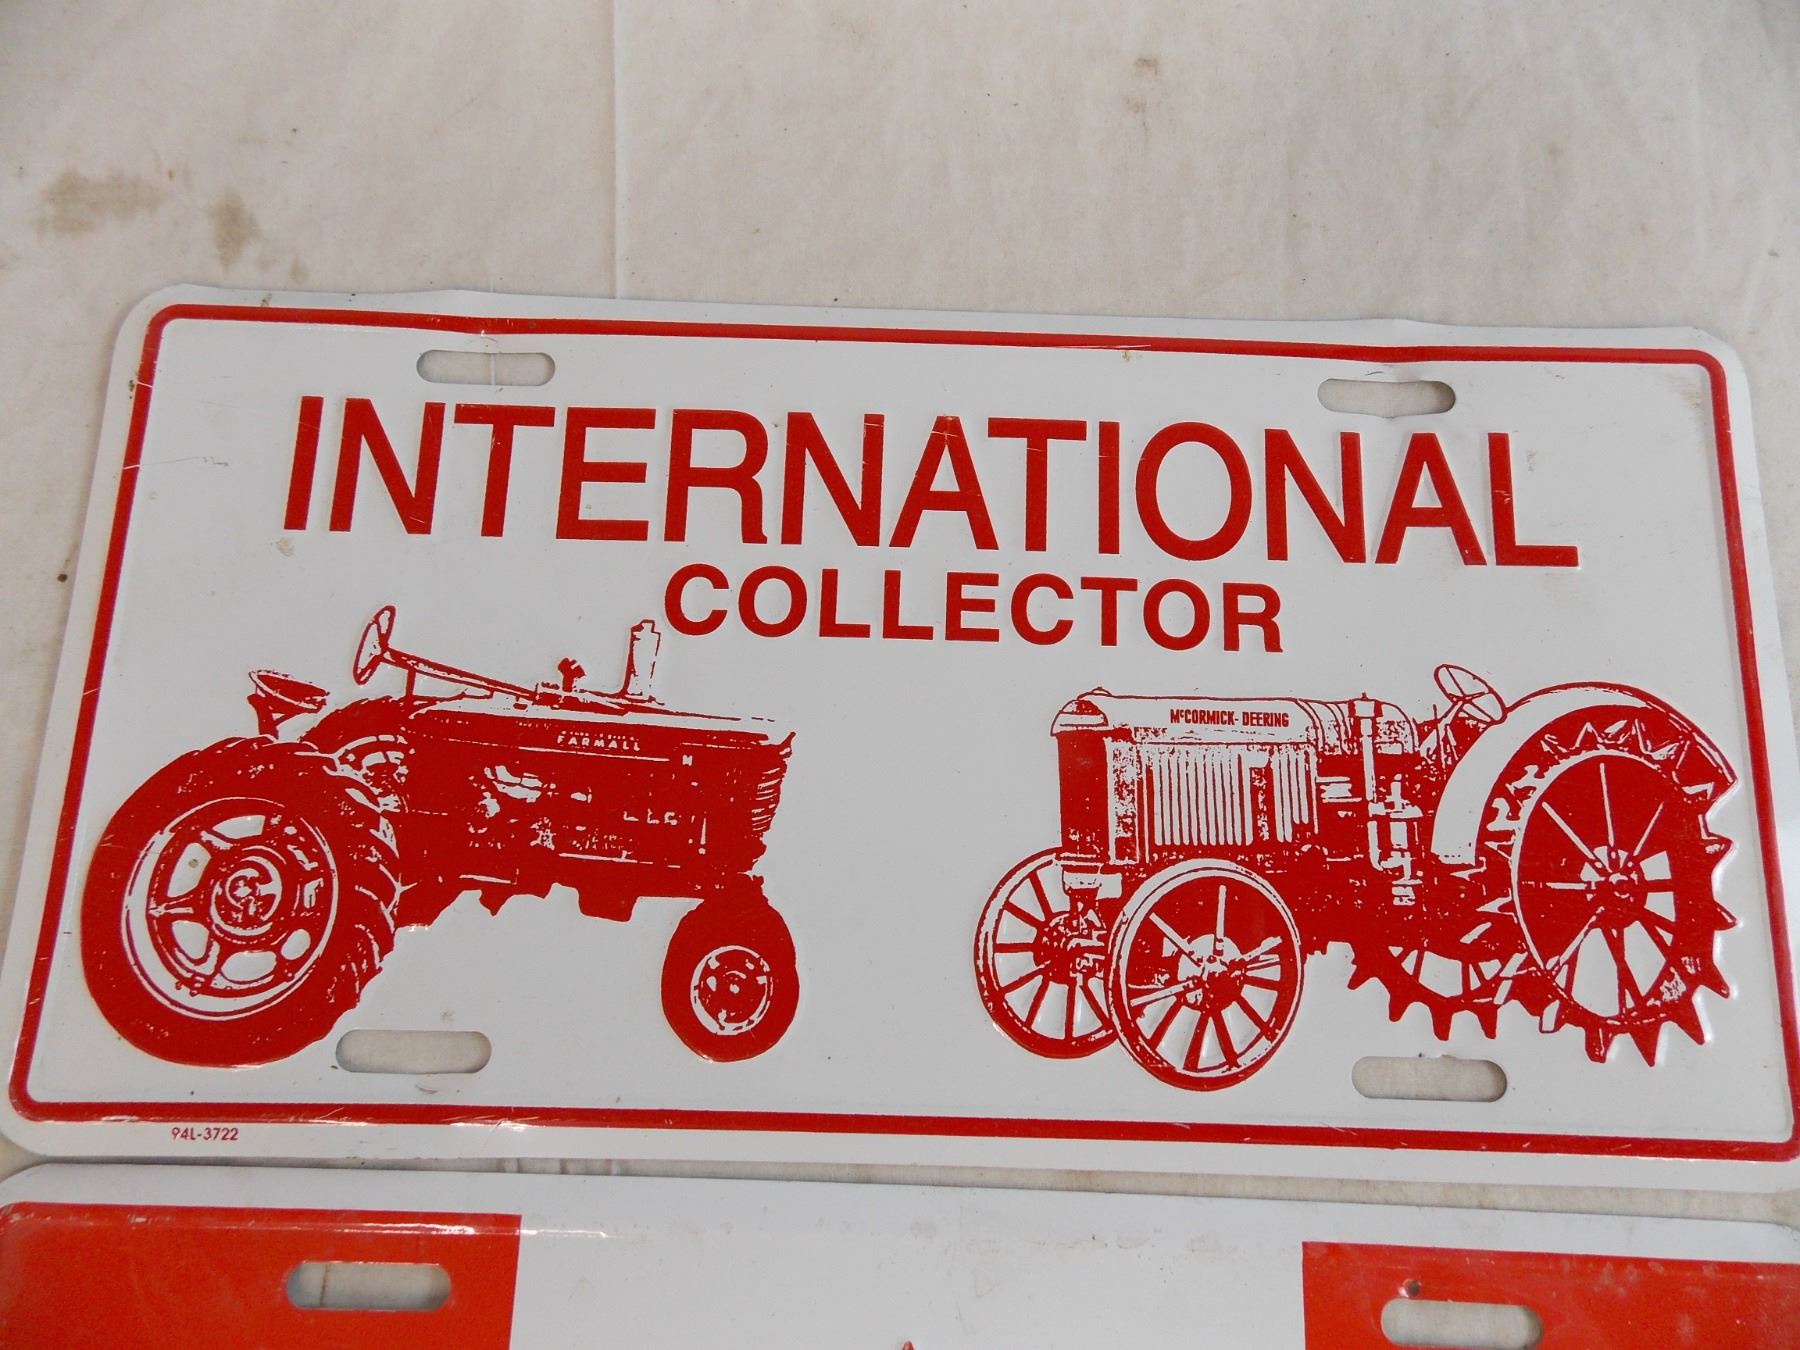 INTERNATIONAL
COLLECTOR
FARMALL
H
McCORMICK-DEERING
94L-3722